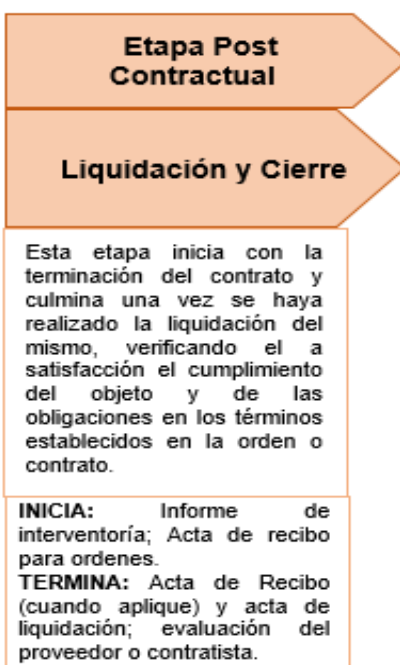 Etapa Post
Contractual
Liquidación y Cierre
Esta etapa inicia con la
terminación del contrato y
culmina una vez se haya
realizado la liquidación del
mismo, verificando el a
satisfacción el cumplimiento
del objeto y de las
obligaciones en los términos
establecidos en la orden o
contrato.
INICIA: Informe de
interventoría; Acta de recibo
para ordenes.
TERMINA: Acta de Recibo
(cuando aplique) y acta de
liquidación; evaluación del
proveedor o contratista.